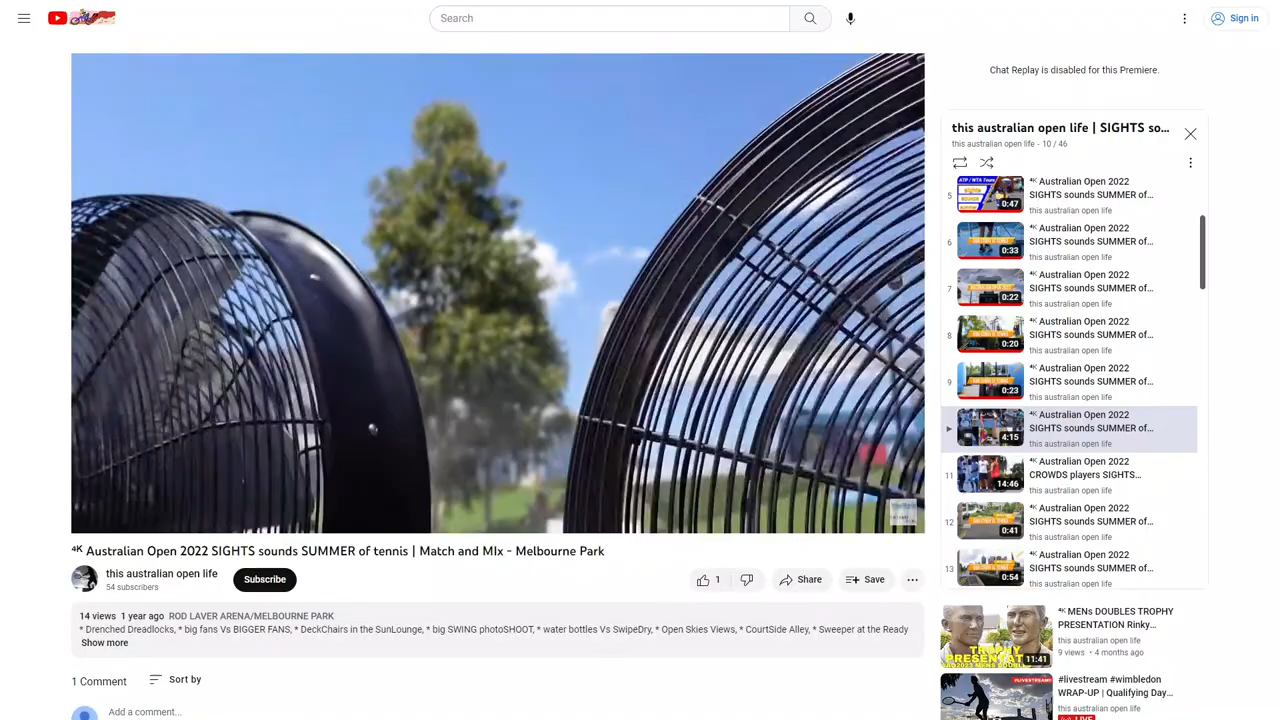 Search
Sign in
Chat Replay is disabled for this Premiere.
this australian open life | SIGHTS so...
this australian open life - 10 / 46
5
ATP / WTA Tours
0:47
4K Australian Open 2022
SIGHTS sounds SUMMER of...
this australian open life
6
0:33
4K Australian Open 2022
SIGHTS sounds SUMMER of...
this australian open life
7
0:22
4K Australian Open 2022
SIGHTS sounds SUMMER of...
this australian open life
8
0:20
4K Australian Open 2022
SIGHTS sounds SUMMER of...
this australian open life
9
0:23
4K Australian Open 2022
SIGHTS sounds SUMMER of...
this australian open life
4:15
4K Australian Open 2022
SIGHTS sounds SUMMER of...
this australian open life
11
14:46
4K Australian Open 2022
CROWDS players SIGHTS...
this australian open life
12
0:41
4K Australian Open 2022
SIGHTS sounds SUMMER of...
this australian open life
13
0:54
4K Australian Open 2022
SIGHTS sounds SUMMER of...
this australian open life
4K Australian Open 2022 SIGHTS sounds SUMMER of tennis | Match and MIx - Melbourne Park
this australian open life
54 subscribers
Subscribe
1
Share
Save
14 views 1 year ago ROD LAVER ARENA/MELBOURNE PARK
* Drenched Dreadlocks, * big fans Vs BIGGER FANS, * DeckChairs in the SunLounge, * big SWING photoSHOOT, * water bottles Vs SwipeDry, * Open Skies Views, * CourtSide Alley, * Sweeper at the Ready
Show more
1 Comment
Sort by
Add a comment...
TROPHY
PRESENTAT
11:41
4K MENs DOUBLES TROPHY
PRESENTATION Rinky...
this australian open life
9 views • 4 months ago
#LIVESTREAM
LIVE
#livestream #wimbledon
WRAP-UP | Qualifying Day...
this australian open life